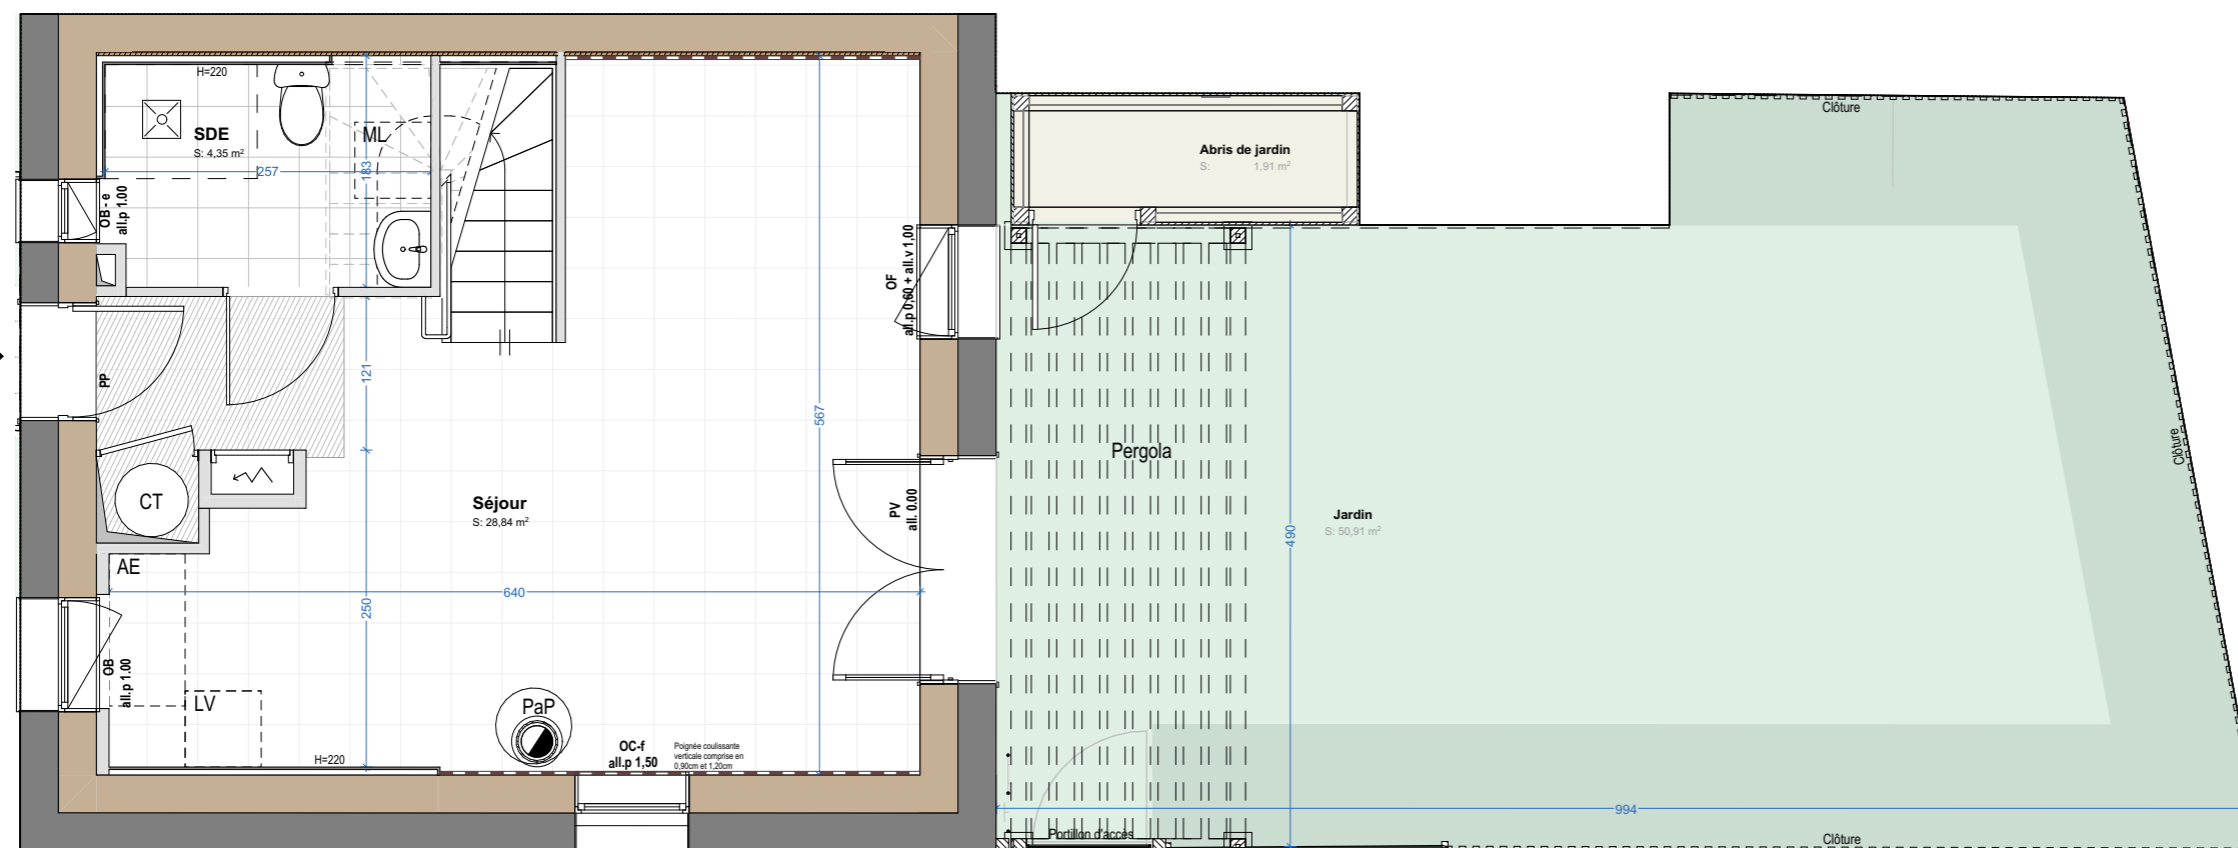 H=220
SDE
S: 4,35 m²
ML
257
183
OB - e
all.p 1.00
PP
121
CT
Séjour
S: 28,84 m²
AE
640
250
567
OB
all.p 1.00
LV
H=220
PaP
OC-f
all.p 1,50
Poignée coulissante
verticale comprise en
0,90cm et 1,20cm
OF
all.p 0,60 + all.v 1,00
PV
all. 0.00
Abris de jardin
S: 1,91 m²
Pergola
490
Jardin
S: 50,91 m²
Clôture
Clôture
994
Portillon d'accès
Clôture